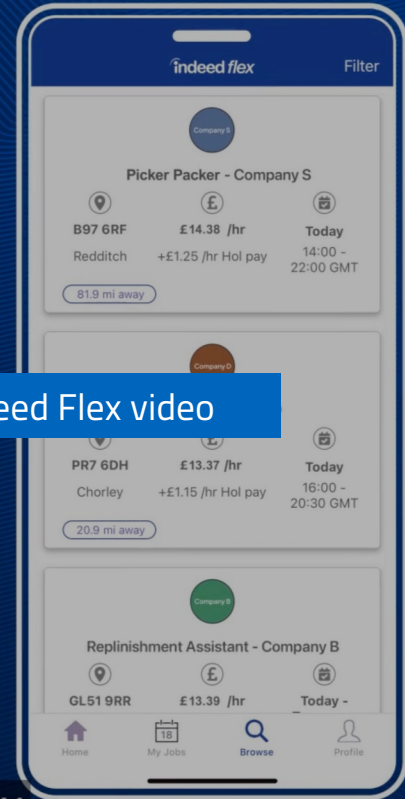 indeed flex
Filter
Company S
Picker Packer - Company S
£
B97 6RF £14.38 /hr Today
Redditch +£1.25 /hr Hol pay 14:00 -
22:00 GMT
81.9 mi away
Company D
eed Flex video
£
PR7 6DH £13.37 /hr Today
Chorley +£1.15 /hr Hol pay 16:00 -
20:30 GMT
20.9 mi away
Company B
Replinishment Assistant - Company B
£
GL51 9RR £13.39 /hr Today -
18
Home My Jobs Browse Profile